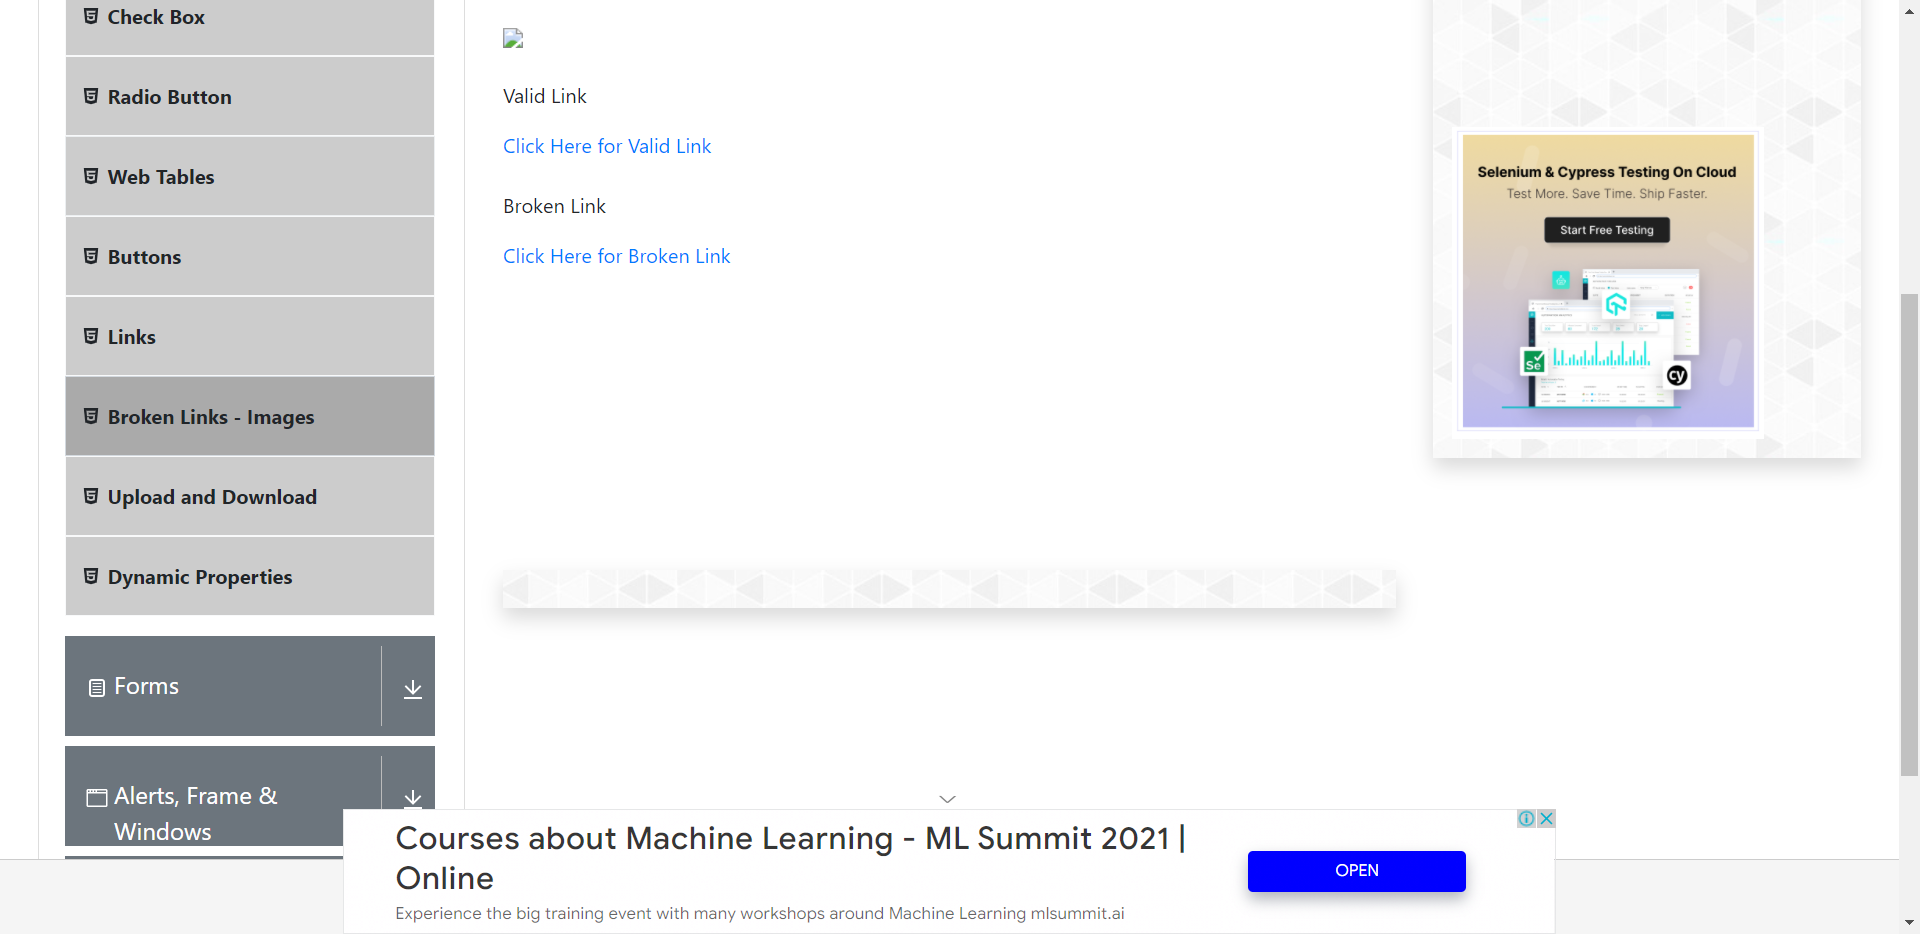 Check Box
Radio Button
Web Tables
Buttons
Links
Broken Links - Images
Upload and Download
Dynamic Properties
Forms
Alerts, Frame &
Windows
Valid Link
Click Here for Valid Link
Broken Link
Click Here for Broken Link
Selenium & Cypress Testing On Cloud
Test More. Save Time. Ship Faster.
Start Free Testing
Se
cy
Courses about Machine Learning - ML Summit 2021 |
Online
Experience the big training event with many workshops around Machine Learning mlsummit.ai
OPEN